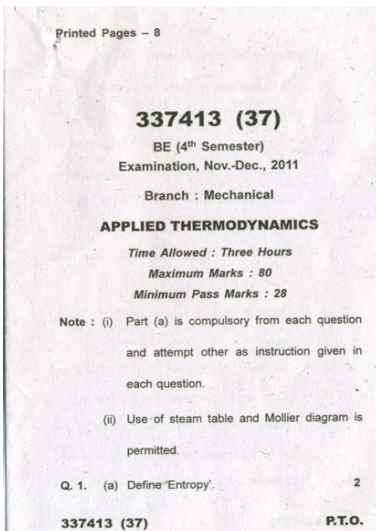 Printed Pages – 8
337413 (37)
BE (4th Semester)
Examination, Nov.-Dec., 2011
Branch : Mechanical
APPLIED THERMODYNAMICS
Time Allowed : Three Hours
Maximum Marks : 80
Minimum Pass Marks : 28
Note : (i) Part (a) is compulsory from each question
and attempt other as instruction given in
each question.
(ii) Use of steam table and Mollier diagram is
permitted.
Q. 1. (a) Define 'Entropy'. 2
337413 (37) P.T.O.